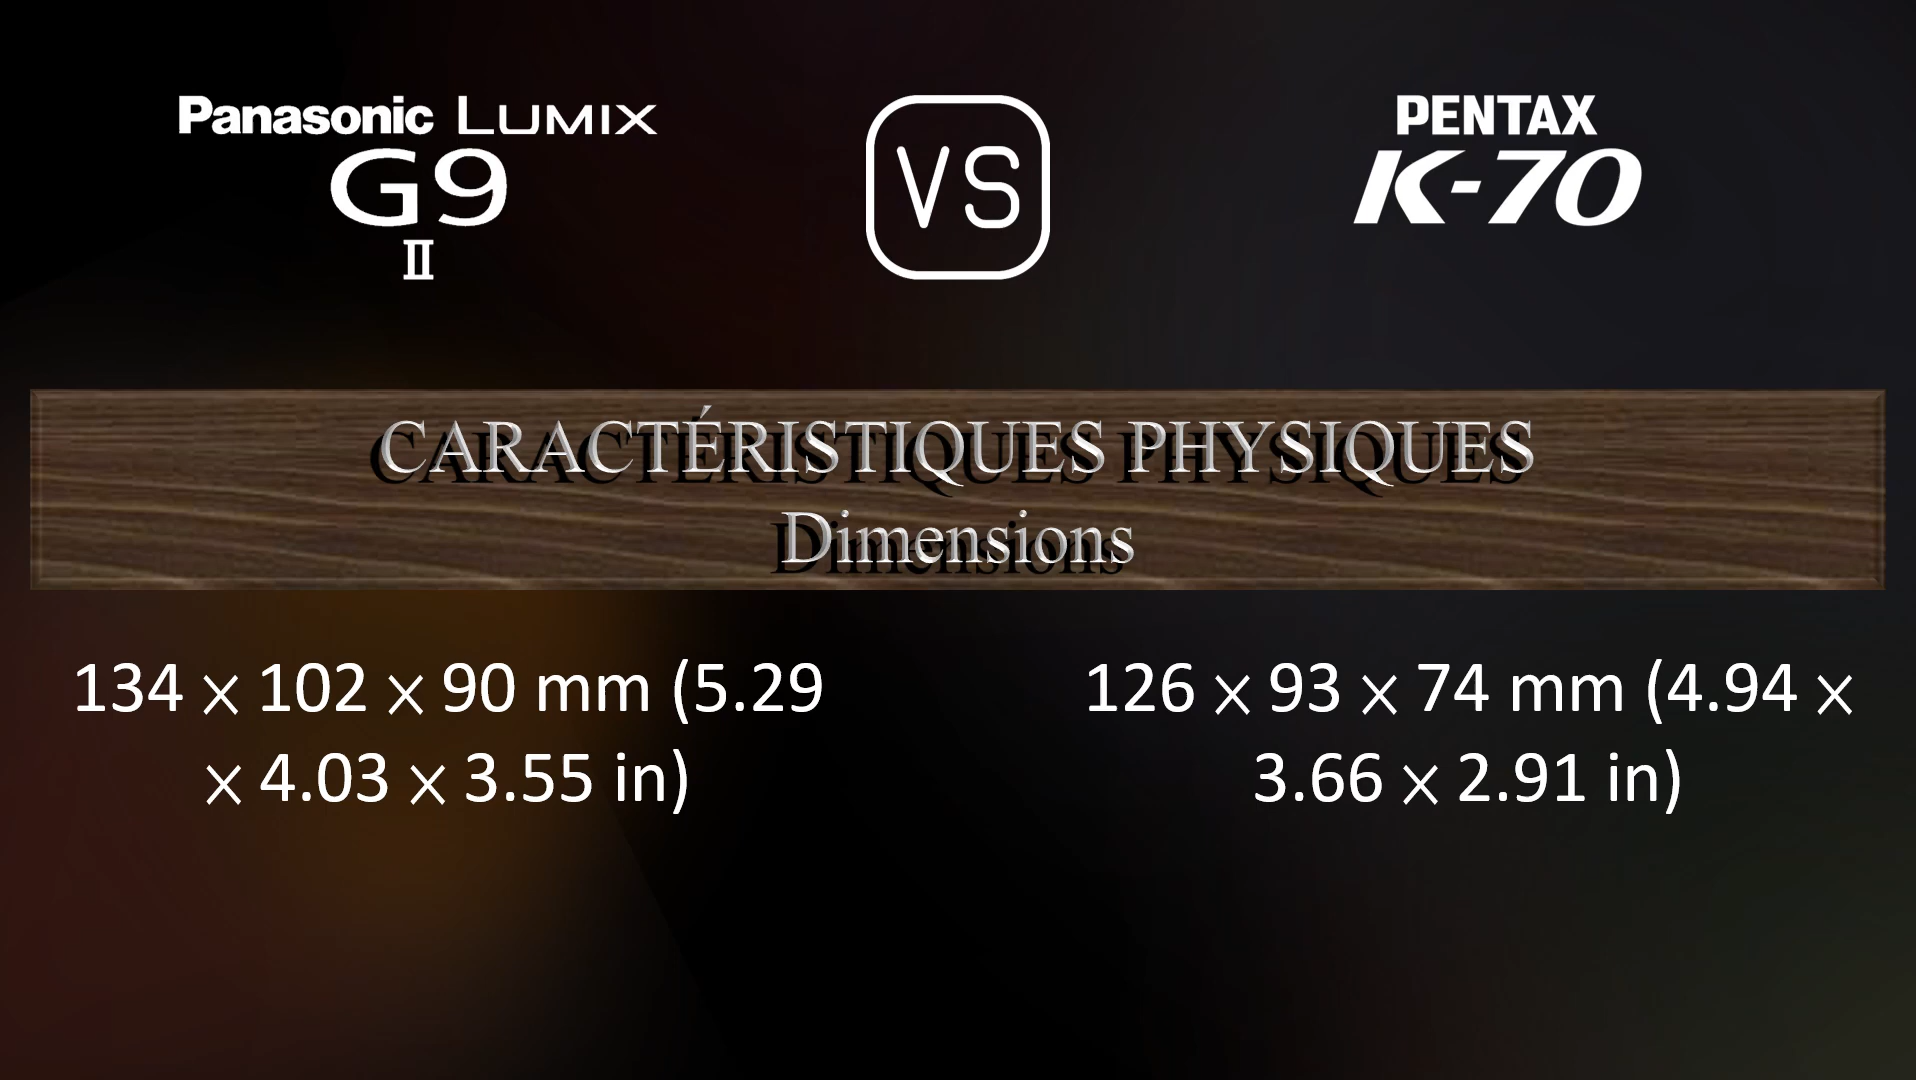 Panasonic LUMIX
G9
II
VS
PENTAX
K-70
CARACTÉRISTIQUES PHYSIQUES
Dimensions
134 x 102 x 90 mm (5.29
x 4.03 x 3.55 in)
126 x 93 x 74 mm (4.94 x
3.66 x 2.91 in)